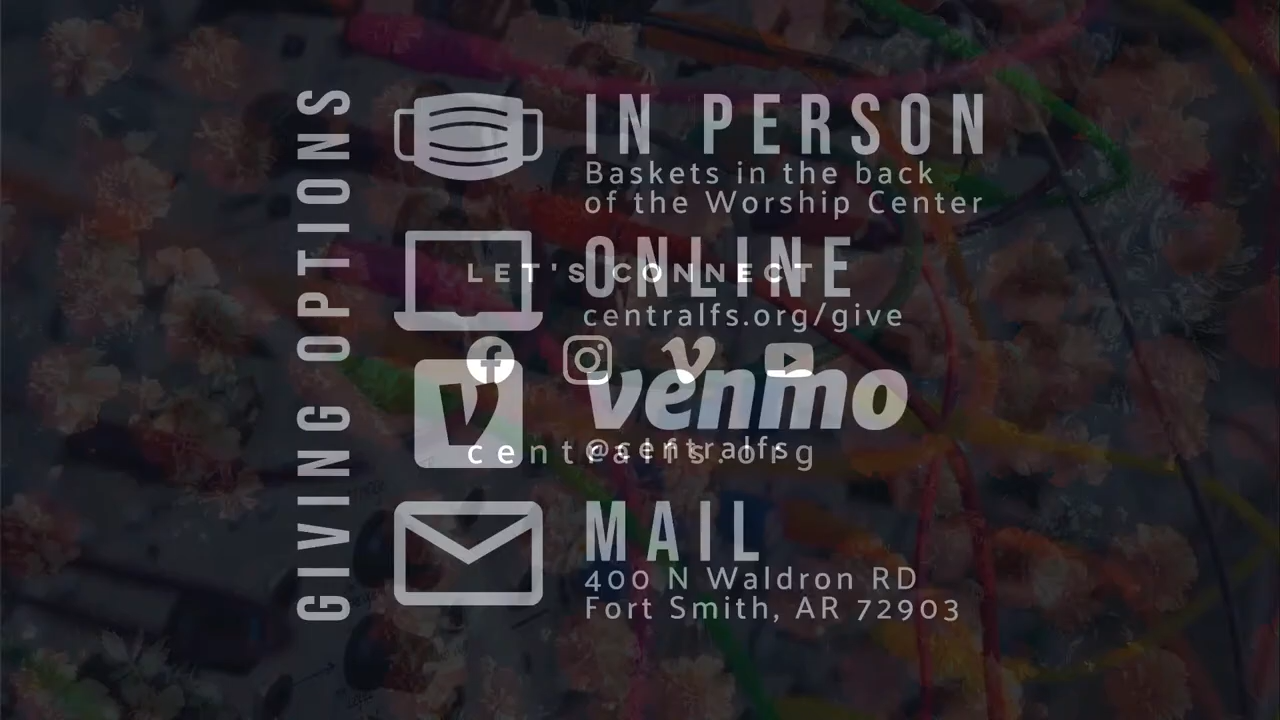 GIVING OPTIONS
IN PERSON
Baskets in the back
of the Worship Center
ONLINE
centralfs.org/give
LET'S CONNECT
venmo
@centralfs
centralfs.org
MAIL
400 N Waldron RD
Fort Smith, AR 72903